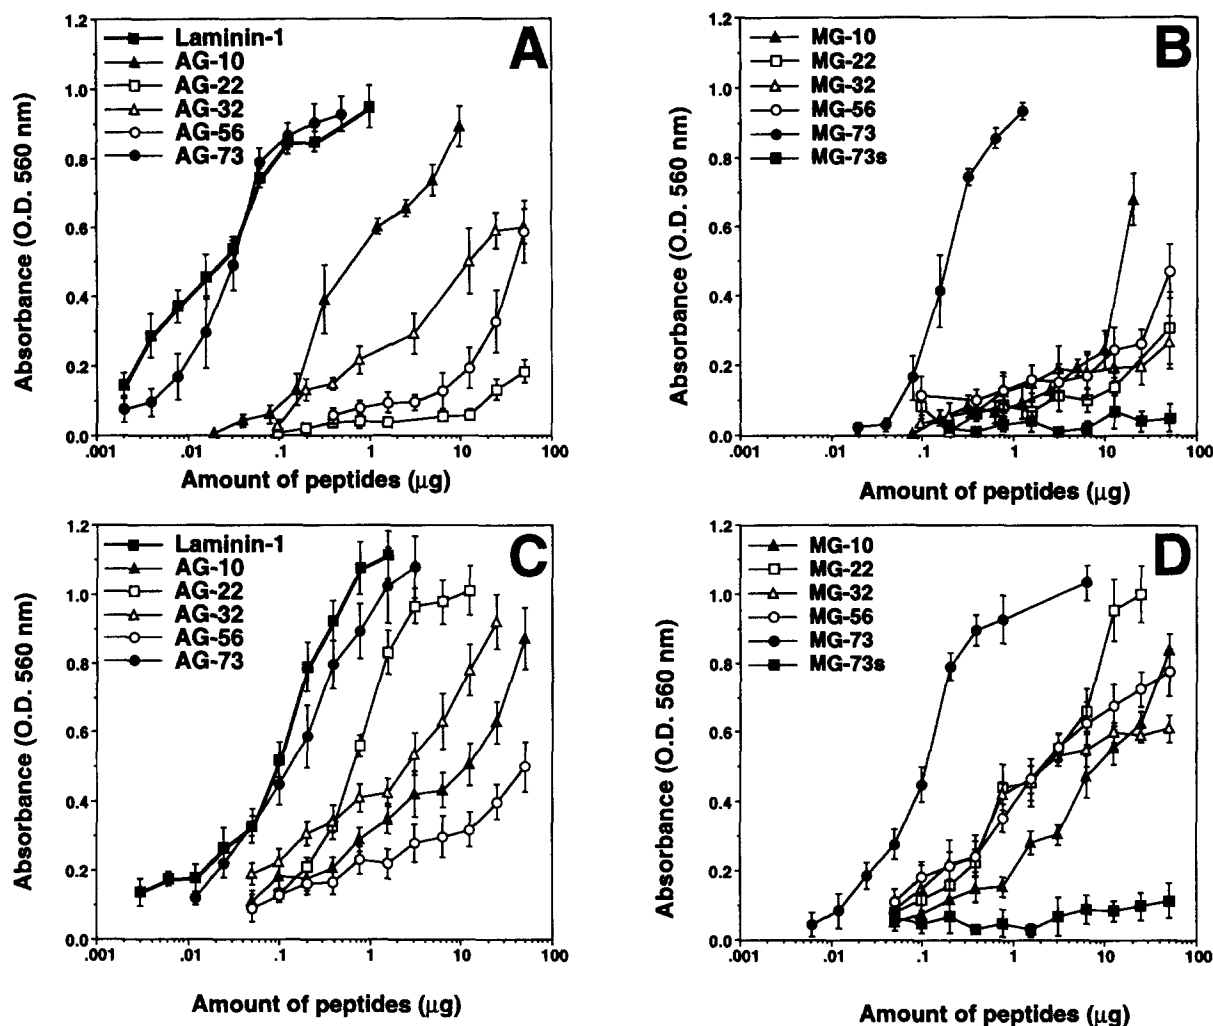 A
Laminin-1
AG-10
AG-22
AG-32
AG-56
AG-73
1.2
1.0
0.8
0.6
0.4
0.2
0.0
.001
.01
.1
1
10
100
Absorbance (O.D. 560 nm)
Amount of peptides (μg)
B
MG-10
MG-22
MG-32
MG-56
MG-73
MG-73s
1.2
1.0
0.8
0.6
0.4
0.2
0.0
.001
.01
.1
1
10
100
Absorbance (O.D. 560 nm)
Amount of peptides (μg)
C
Laminin-1
AG-10
AG-22
AG-32
AG-56
AG-73
1.2
1.0
0.8
0.6
0.4
0.2
0.0
.001
.01
.1
1
10
100
Absorbance (O.D. 560 nm)
Amount of peptides (μg)
D
MG-10
MG-22
MG-32
MG-56
MG-73
MG-73s
1.2
1.0
0.8
0.6
0.4
0.2
0.0
.001
.01
.1
1
10
100
Absorbance (O.D. 560 nm)
Amount of peptides (μg)